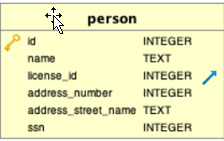 person
id INTEGER
name TEXT
license_id INTEGER
address_number INTEGER
address_street_name TEXT
ssn INTEGER